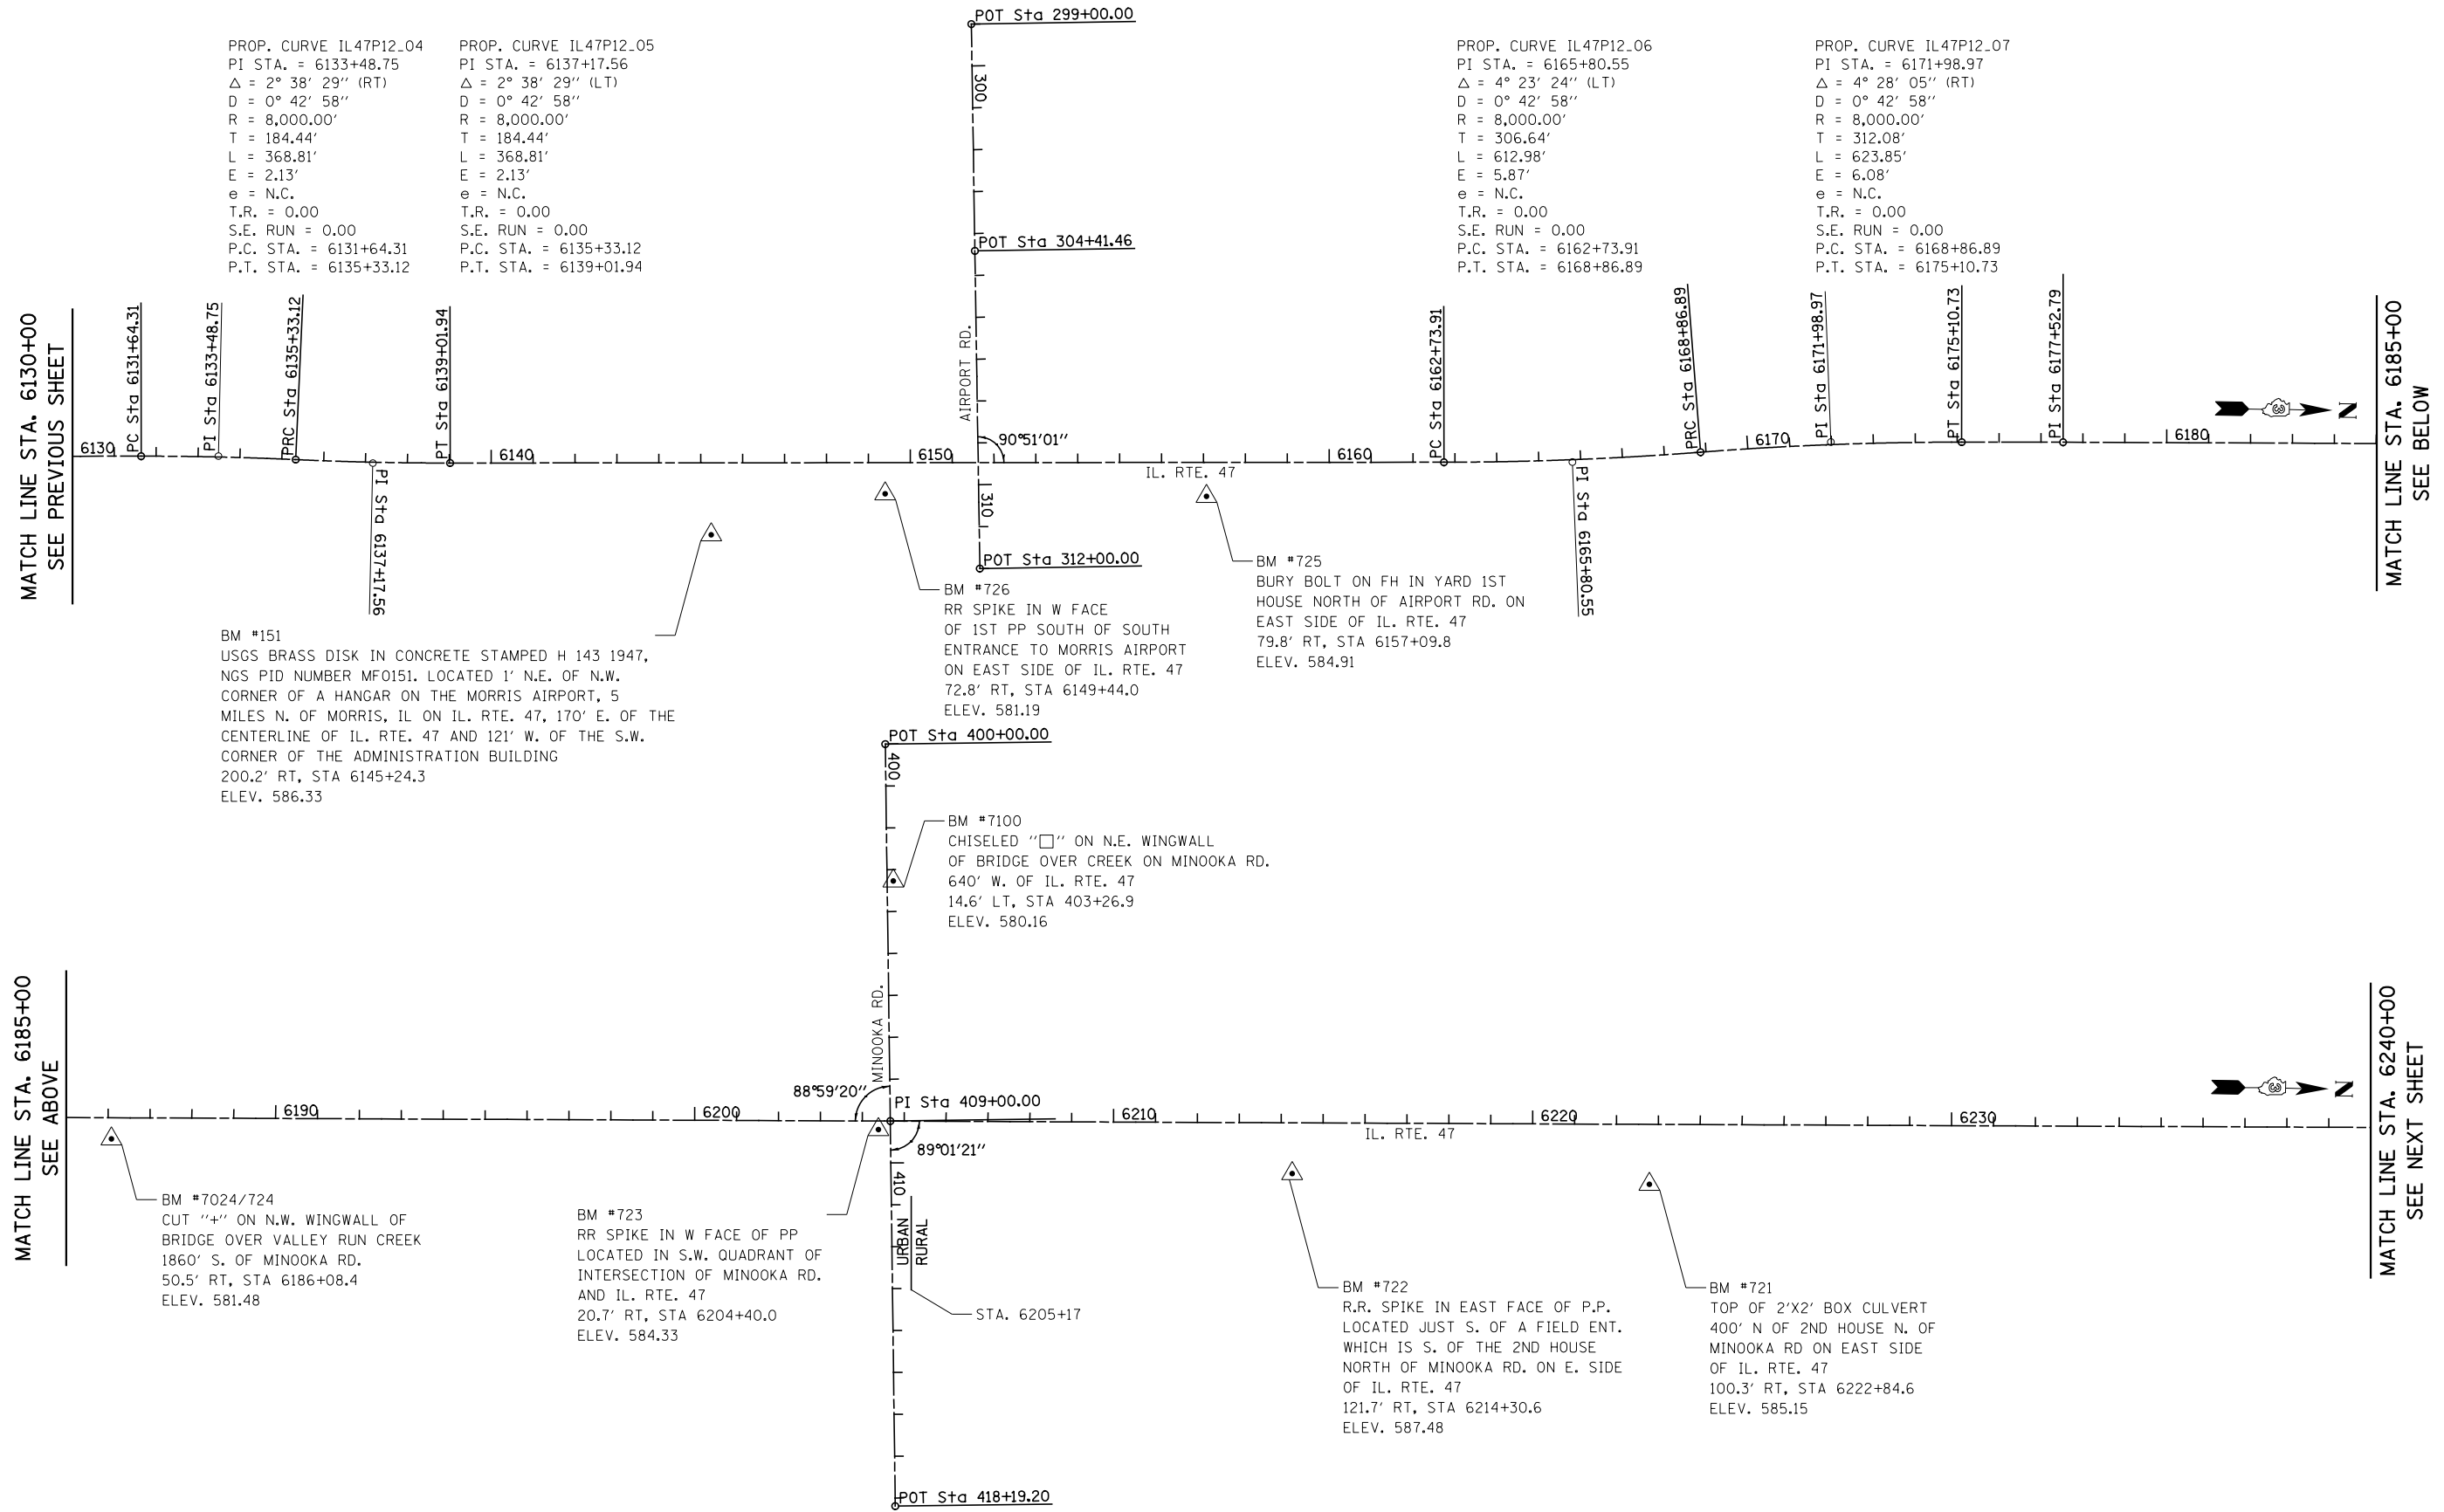 POT Sta 299+00.00
PROP. CURVE IL47P12_04
PI STA. = 6133+48.75
Δ = 2° 38' 29'' (RT)
D = 0° 42' 58''
R = 8,000.00'
T = 184.44'
L = 368.81'
E = 2.13'
e = N.C.
T.R. = 0.00
S.E. RUN = 0.00
P.C. STA. = 6131+64.31
P.T. STA. = 6135+33.12
PROP. CURVE IL47P12_05
PI STA. = 6137+17.56
Δ = 2° 38' 29'' (LT)
D = 0° 42' 58''
R = 8,000.00'
T = 184.44'
L = 368.81'
E = 2.13'
e = N.C.
T.R. = 0.00
S.E. RUN = 0.00
P.C. STA. = 6135+33.12
P.T. STA. = 6139+01.94
300
POT Sta 304+41.46
AIRPORT RD.
PROP. CURVE IL47P12_06
PI STA. = 6165+80.55
Δ = 4° 23' 24'' (LT)
D = 0° 42' 58''
R = 8,000.00'
T = 306.64'
L = 612.98'
E = 5.87'
e = N.C.
T.R. = 0.00
S.E. RUN = 0.00
P.C. STA. = 6162+73.91
P.T. STA. = 6168+86.89
PROP. CURVE IL47P12_07
PI STA. = 6171+98.97
Δ = 4° 28' 05'' (RT)
D = 0° 42' 58''
R = 8,000.00'
T = 312.08'
L = 623.85'
E = 6.08'
e = N.C.
T.R. = 0.00
S.E. RUN = 0.00
P.C. STA. = 6168+86.89
P.T. STA. = 6175+10.73
MATCH LINE STA. 6130+00
SEE PREVIOUS SHEET
6130
PC Sta 6131+64.31
PI Sta 6133+48.75
PRC Sta 6135+33.12
PI Sta 6137+17.56
PT Sta 6139+01.94
6140
6150
90°51'01''
IL. RTE. 47
6160
PC Sta 6162+73.91
PI Sta 6165+80.55
PRC Sta 6168+86.89
6170
PI Sta 6171+98.97
PT Sta 6175+10.73
PI Sta 6177+52.79
6180
3
N
MATCH LINE STA. 6185+00
SEE BELOW
310
POT Sta 312+00.00
BM #151
USGS BRASS DISK IN CONCRETE STAMPED H 143 1947,
NGS PID NUMBER MF0151. LOCATED 1' N.E. OF N.W.
CORNER OF A HANGAR ON THE MORRIS AIRPORT, 5
MILES N. OF MORRIS, IL ON IL. RTE. 47, 170' E. OF THE
CENTERLINE OF IL. RTE. 47 AND 121' W. OF THE S.W.
CORNER OF THE ADMINISTRATION BUILDING
200.2' RT, STA 6145+24.3
ELEV. 586.33
BM #726
RR SPIKE IN W FACE
OF 1ST PP SOUTH OF SOUTH
ENTRANCE TO MORRIS AIRPORT
ON EAST SIDE OF IL. RTE. 47
72.8' RT, STA 6149+44.0
ELEV. 581.19
BM #725
BURY BOLT ON FH IN YARD 1ST
HOUSE NORTH OF AIRPORT RD. ON
EAST SIDE OF IL. RTE. 47
79.8' RT, STA 6157+09.8
ELEV. 584.91
POT Sta 400+00.00
400
BM #7100
CHISELED ''□'' ON N.E. WINGWALL
OF BRIDGE OVER CREEK ON MINOOKA RD.
640' W. OF IL. RTE. 47
14.6' LT, STA 403+26.9
ELEV. 580.16
MINOOKA RD.
MATCH LINE STA. 6185+00
SEE ABOVE
6190
6200
88°59'20''
PI Sta 409+00.00
89°01'21''
6210
IL. RTE. 47
6220
6230
3
N
MATCH LINE STA. 6240+00
SEE NEXT SHEET
410
URBAN
RURAL
STA. 6205+17
BM #7024/724
CUT ''+'' ON N.W. WINGWALL OF
BRIDGE OVER VALLEY RUN CREEK
1860' S. OF MINOOKA RD.
50.5' RT, STA 6186+08.4
ELEV. 581.48
BM #723
RR SPIKE IN W FACE OF PP
LOCATED IN S.W. QUADRANT OF
INTERSECTION OF MINOOKA RD.
AND IL. RTE. 47
20.7' RT, STA 6204+40.0
ELEV. 584.33
BM #722
R.R. SPIKE IN EAST FACE OF P.P.
LOCATED JUST S. OF A FIELD ENT.
WHICH IS S. OF THE 2ND HOUSE
NORTH OF MINOOKA RD. ON E. SIDE
OF IL. RTE. 47
121.7' RT, STA 6214+30.6
ELEV. 587.48
BM #721
TOP OF 2'X2' BOX CULVERT
400' N OF 2ND HOUSE N. OF
MINOOKA RD ON EAST SIDE
OF IL. RTE. 47
100.3' RT, STA 6222+84.6
ELEV. 585.15
POT Sta 418+19.20